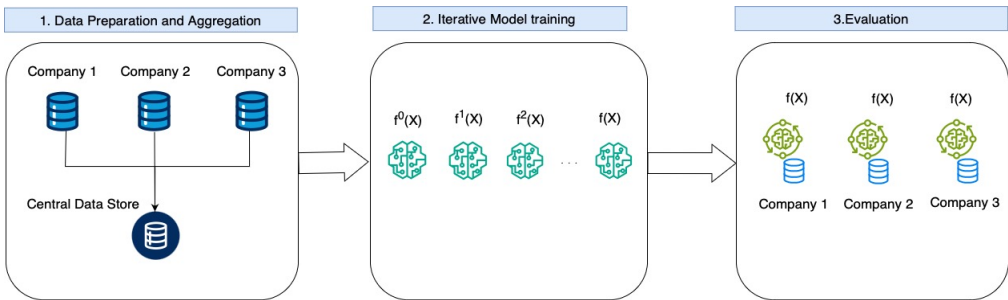 1. Data Preparation and Aggregation
Company 1 Company 2 Company 3
Central Data Store
2. Iterative Model training
f⁰(X) f¹(X) f²(X) . . . f(X)
3.Evaluation
f(X) f(X) f(X)
Company 1 Company 2 Company 3